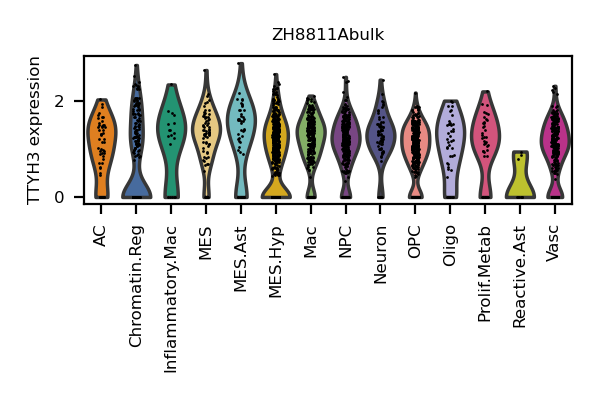 ZH8811Abulk
TTYH3 expression
2
0
AC
Chromatin.Reg
Inflammatory.Mac
MES
MES.Ast
MES.Hyp
Mac
NPC
Neuron
OPC
Oligo
Prolif.Metab
Reactive.Ast
Vasc